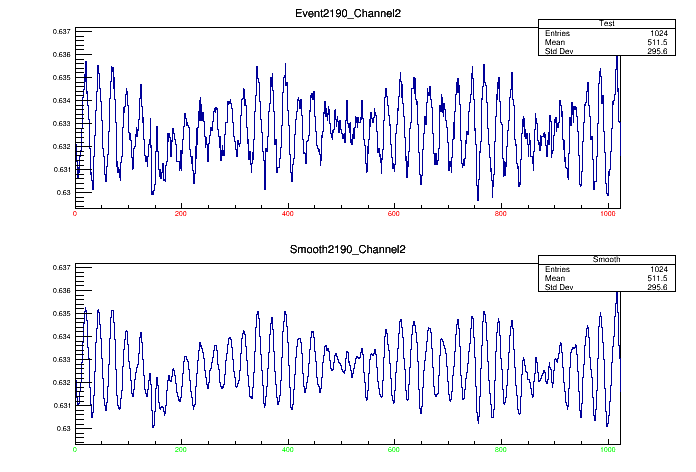 Event2190_Channel2
Test
Entries 1024
Mean 511.5
Std Dev 295.6
0.637
0.636
0.635
0.634
0.633
0.632
0.631
0.63
0 200 400 600 800 1000
Smooth2190_Channel2
Smooth
Entries 1024
Mean 511.5
Std Dev 295.6
0.637
0.636
0.635
0.634
0.633
0.632
0.631
0.63
0 200 400 600 800 1000